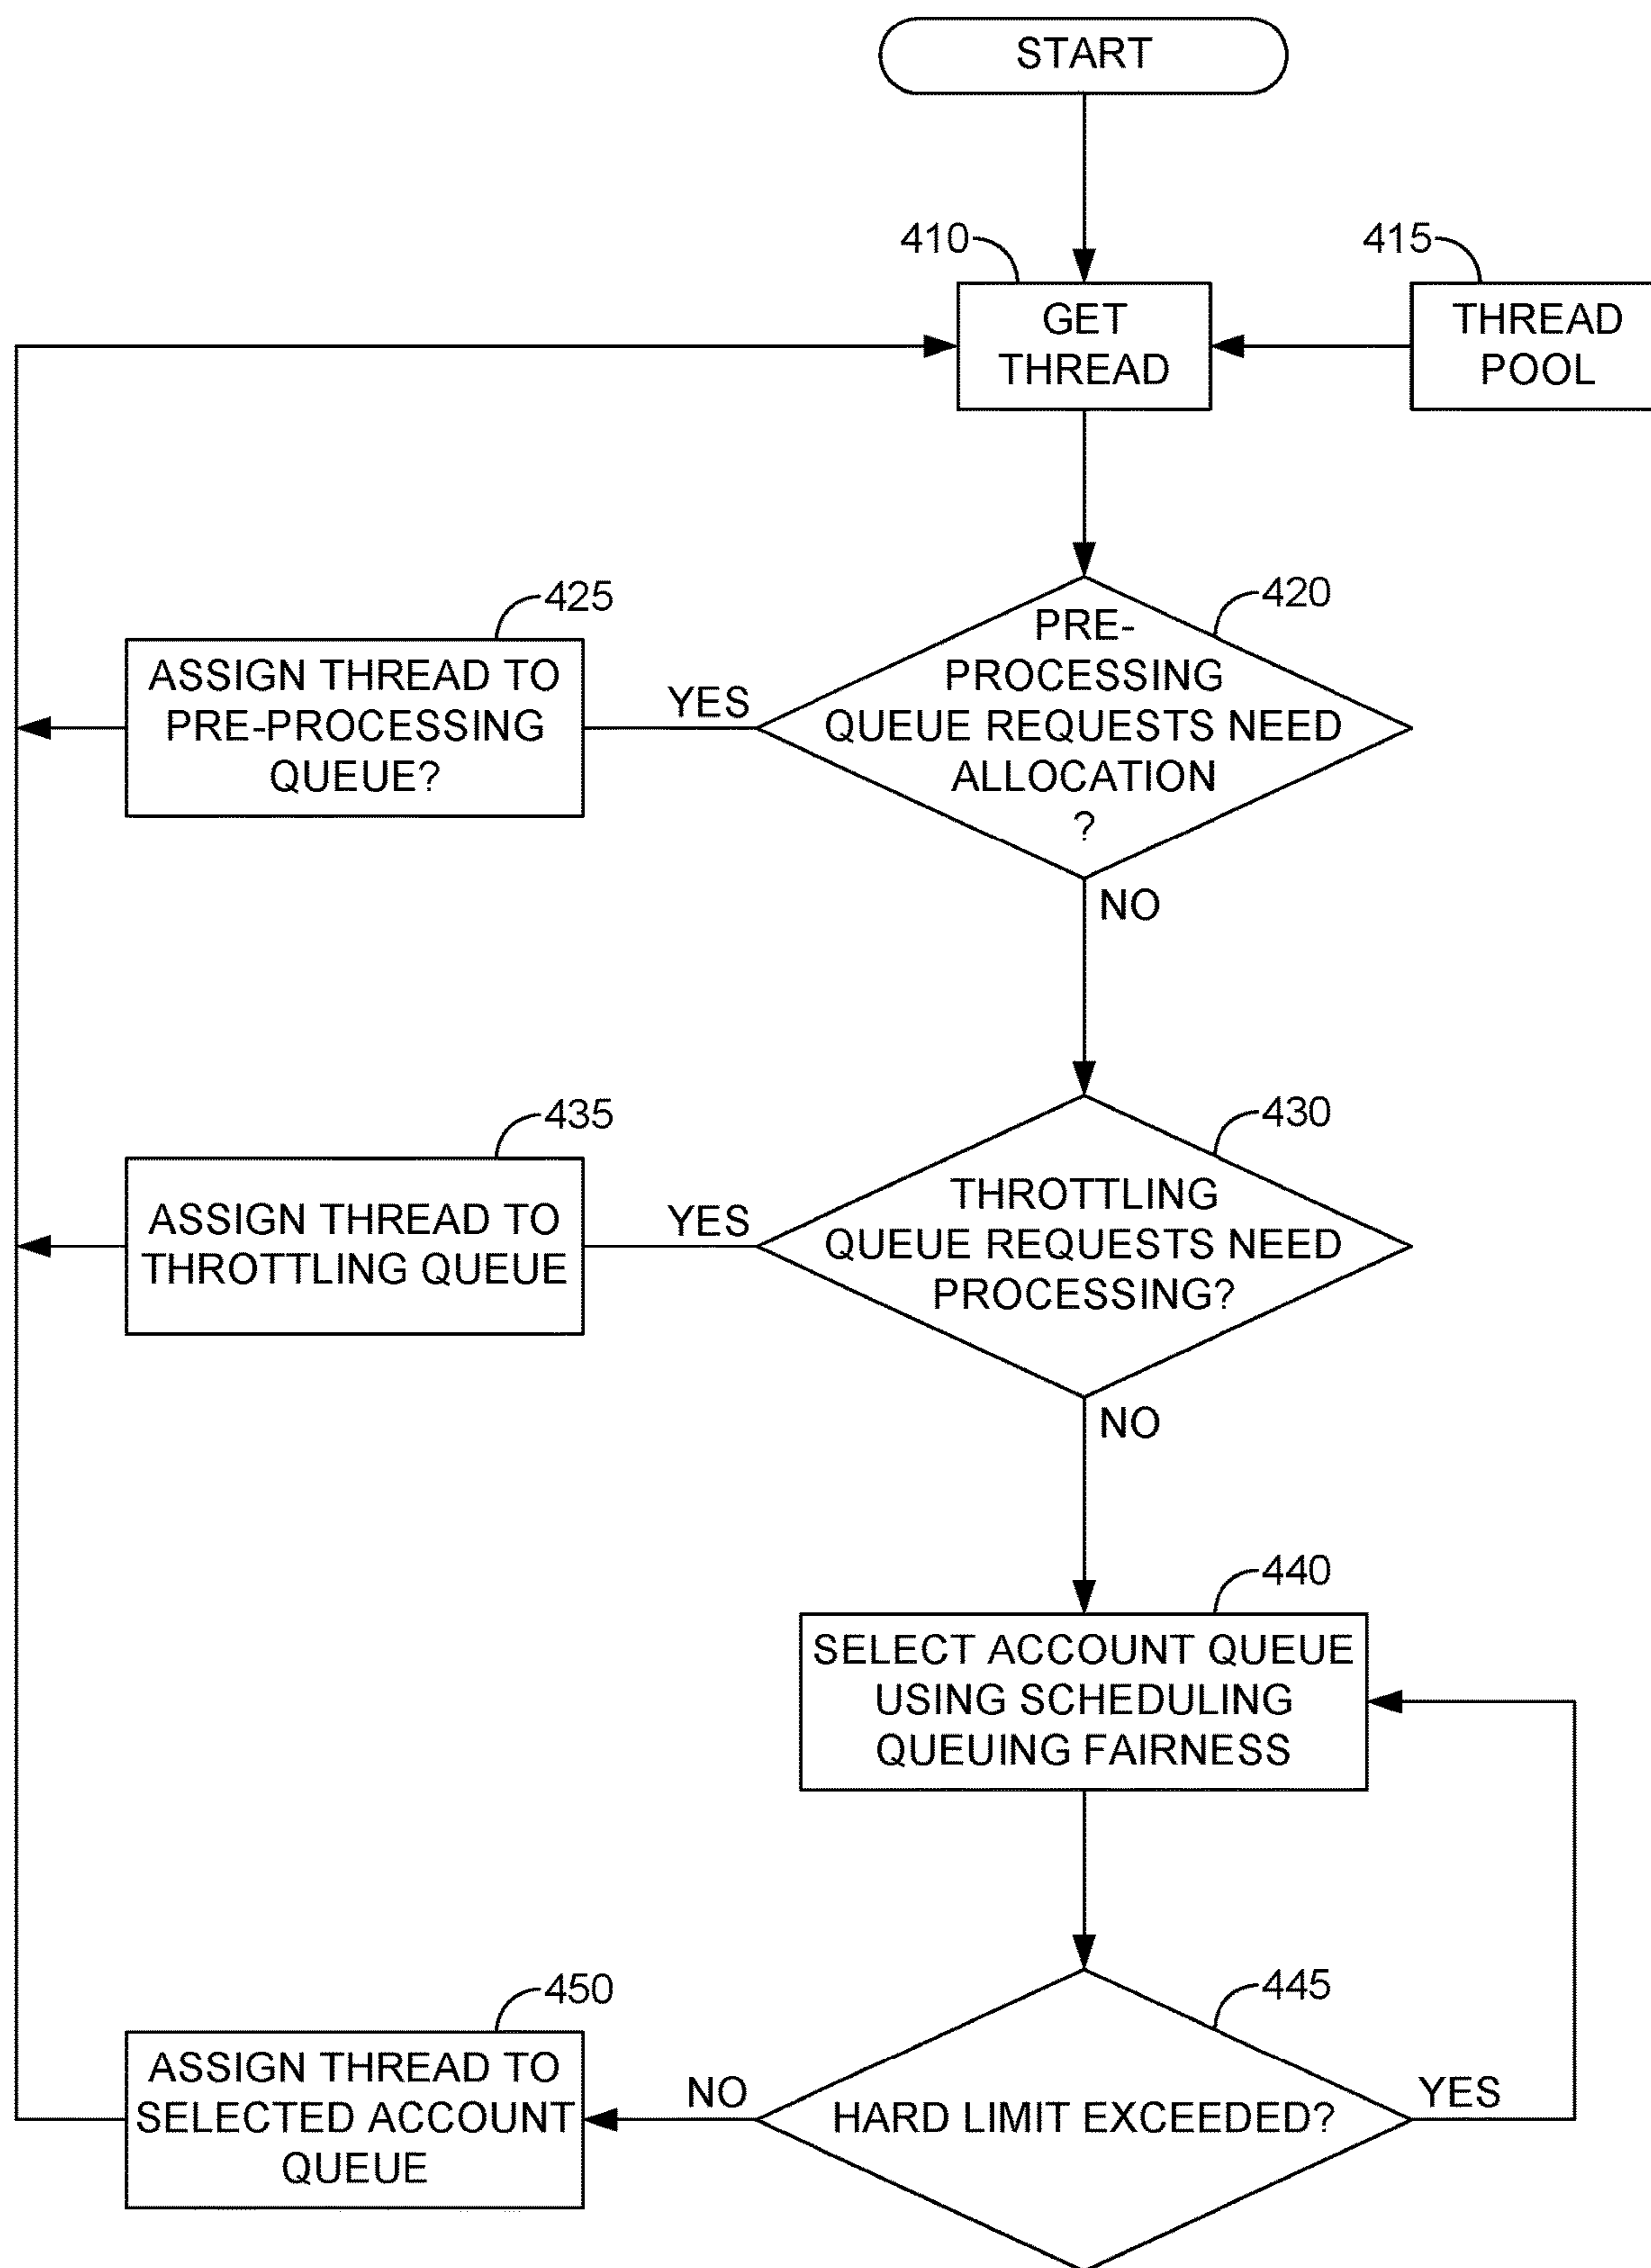 START
410
415
GET
THREAD
THREAD
POOL
425
420
ASSIGN THREAD TO
PRE-PROCESSING
QUEUE?
YES
PRE-
PROCESSING
QUEUE REQUESTS NEED
ALLOCATION
?
NO
435
430
ASSIGN THREAD TO
THROTTLING QUEUE
YES
THROTTLING
QUEUE REQUESTS NEED
PROCESSING?
NO
440
SELECT ACCOUNT QUEUE
USING SCHEDULING
QUEUING FAIRNESS
450
445
ASSIGN THREAD TO
SELECTED ACCOUNT
QUEUE
NO
HARD LIMIT EXCEEDED?
YES